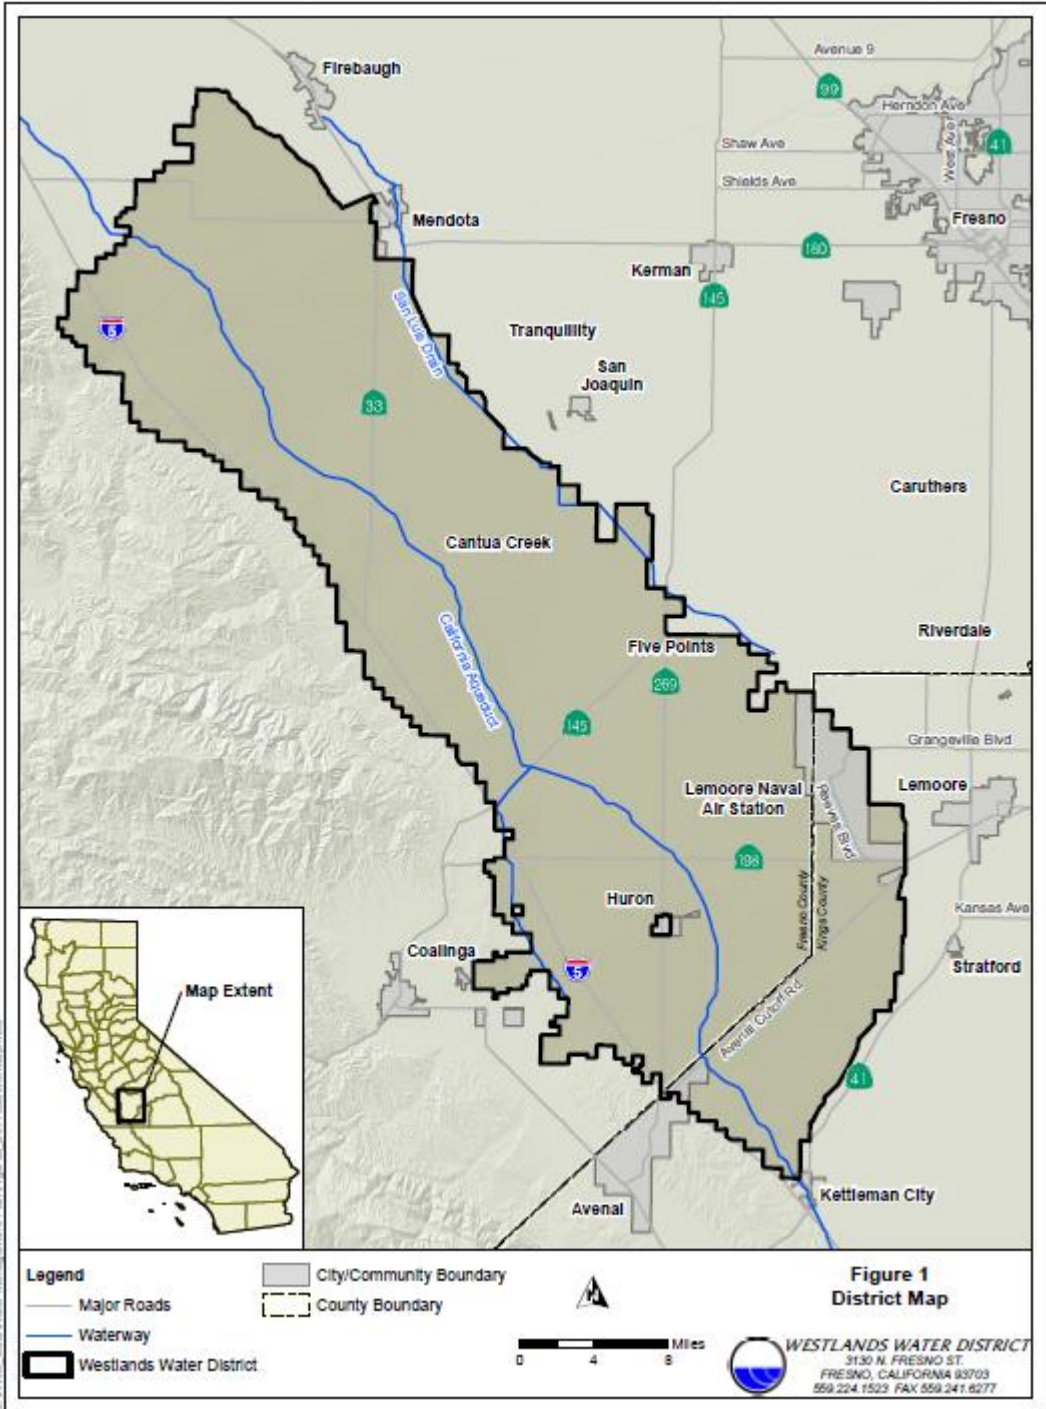 Avenue 9
Firebaugh
99
Herndon Ave
41
West Ave
Shaw Ave
Shields Ave
Mendota
Fresno
180
Kerman
145
San Luis Drain
5
Tranquillity
San
Joaquin
33
Caruthers
Cantua Creek
California Aqueduct
Riverdale
Five Points
269
145
Grangeville Blvd
Lemoore Naval
Air Station
Lemoore
Reeves Blvd
198
Fresno County
Kings County
Huron
Kansas Ave
Coalinga
5
Stratford
Map Extent
Avenal Cutoff Rd
41
Kettleman City
Avenal
Legend
Major Roads
Waterway
Westlands Water District
City/Community Boundary
County Boundary
N
Miles
0 4 8
Figure 1
District Map
WESTLANDS WATER DISTRICT
3130 N. FRESNO ST.
FRESNO, CALIFORNIA 93703
559.224.1523 FAX 559.241.6277